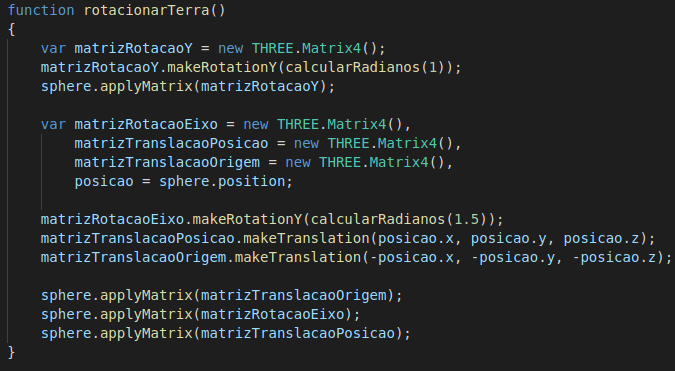 function rotacionarTerra()
{
    var matrizRotacaoY = new THREE.Matrix4();
    matrizRotacaoY.makeRotationY(calcularRadianos(1));
    sphere.applyMatrix(matrizRotacaoY);

    var matrizRotacaoEixo = new THREE.Matrix4(),
        matrizTranslacaoPosicao = new THREE.Matrix4(),
        matrizTranslacaoOrigem = new THREE.Matrix4(),
        posicao = sphere.position;

    matrizRotacaoEixo.makeRotationY(calcularRadianos(1.5));
    matrizTranslacaoPosicao.makeTranslation(posicao.x, posicao.y, posicao.z);
    matrizTranslacaoOrigem.makeTranslation(-posicao.x, -posicao.y, -posicao.z);

    sphere.applyMatrix(matrizTranslacaoOrigem);
    sphere.applyMatrix(matrizRotacaoEixo);
    sphere.applyMatrix(matrizTranslacaoPosicao);
}